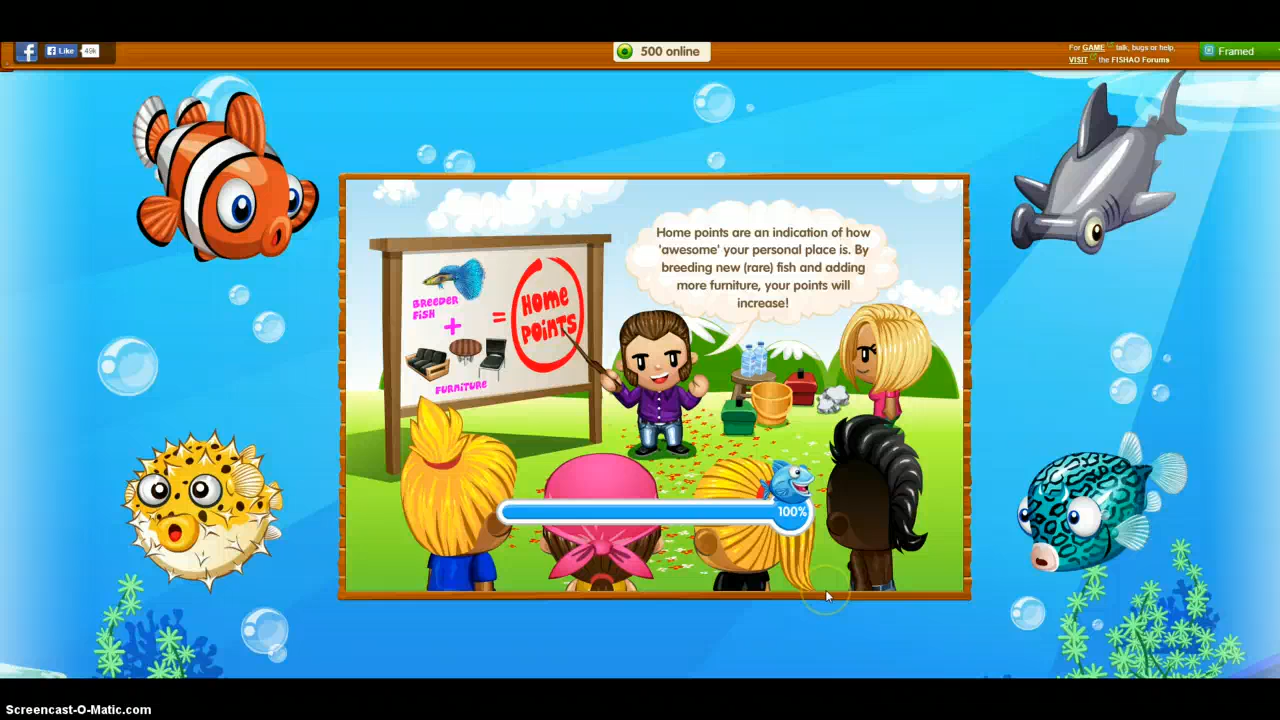 f Like 49k
500 online
For GAME talk, bugs or help,
VISIT the FISHAO Forums
Framed
Home points are an indication of how
'awesome' your personal place is. By
breeding new (rare) fish and adding
more furniture, your points will
increase!
BREEDER
FISH
+
=
HOME
POINTS
FURNITURE
100%
Screencast-O-Matic.com